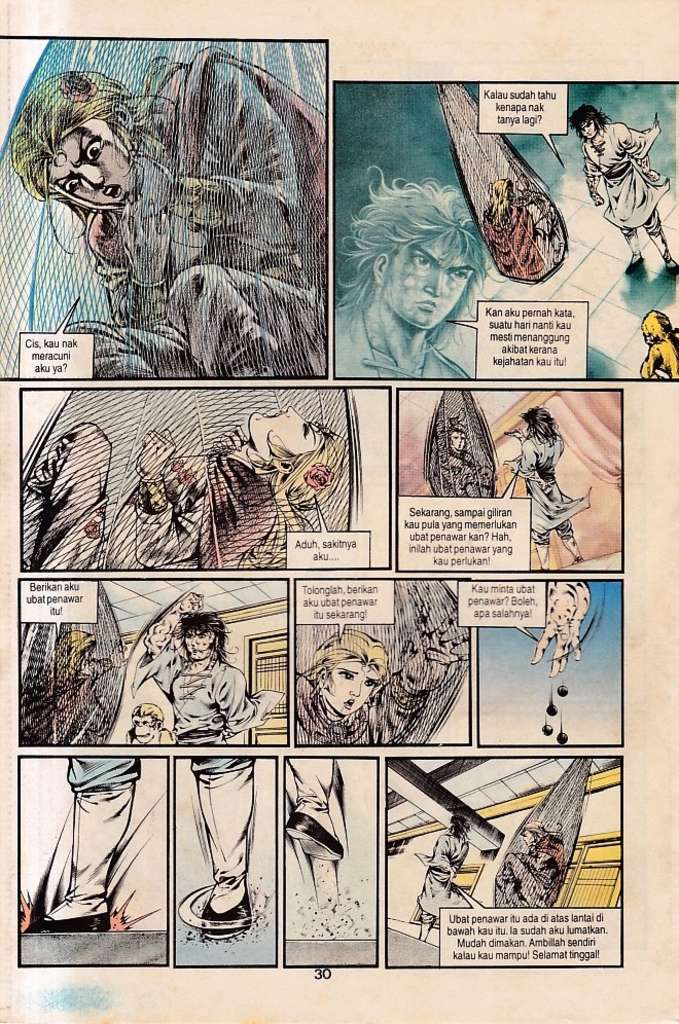 Cis, kau nak
meracuni
aku ya?
Kalau sudah tahu
kenapa nak
tanya lagi?
Kan aku pernah kata,
suatu hari nanti kau
mesti menanggung
akibat kerana
kejahatan kau itu!
Aduh, sakitnya
aku....
Sekarang, sampai giliran
kau pula yang memerlukan
ubat penawar kan? Hah,
inilah ubat penawar yang
kau perlukan!
Berikan aku
ubat penawar
itu!
Tolonglah, berikan
aku ubat penawar
itu sekarang!
Kau minta ubat
penawar? Boleh,
apa salahnya!
Ubat penawar itu ada di atas lantai di
bawah kau itu. Ia sudah aku lumatkan.
Mudah dimakan. Ambillah sendiri
kalau kau mampu! Selamat tinggal!
30